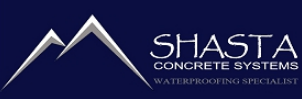 SHASTA
CONCRETE SYSTEMS
WATERPROOFING SPECIALIST